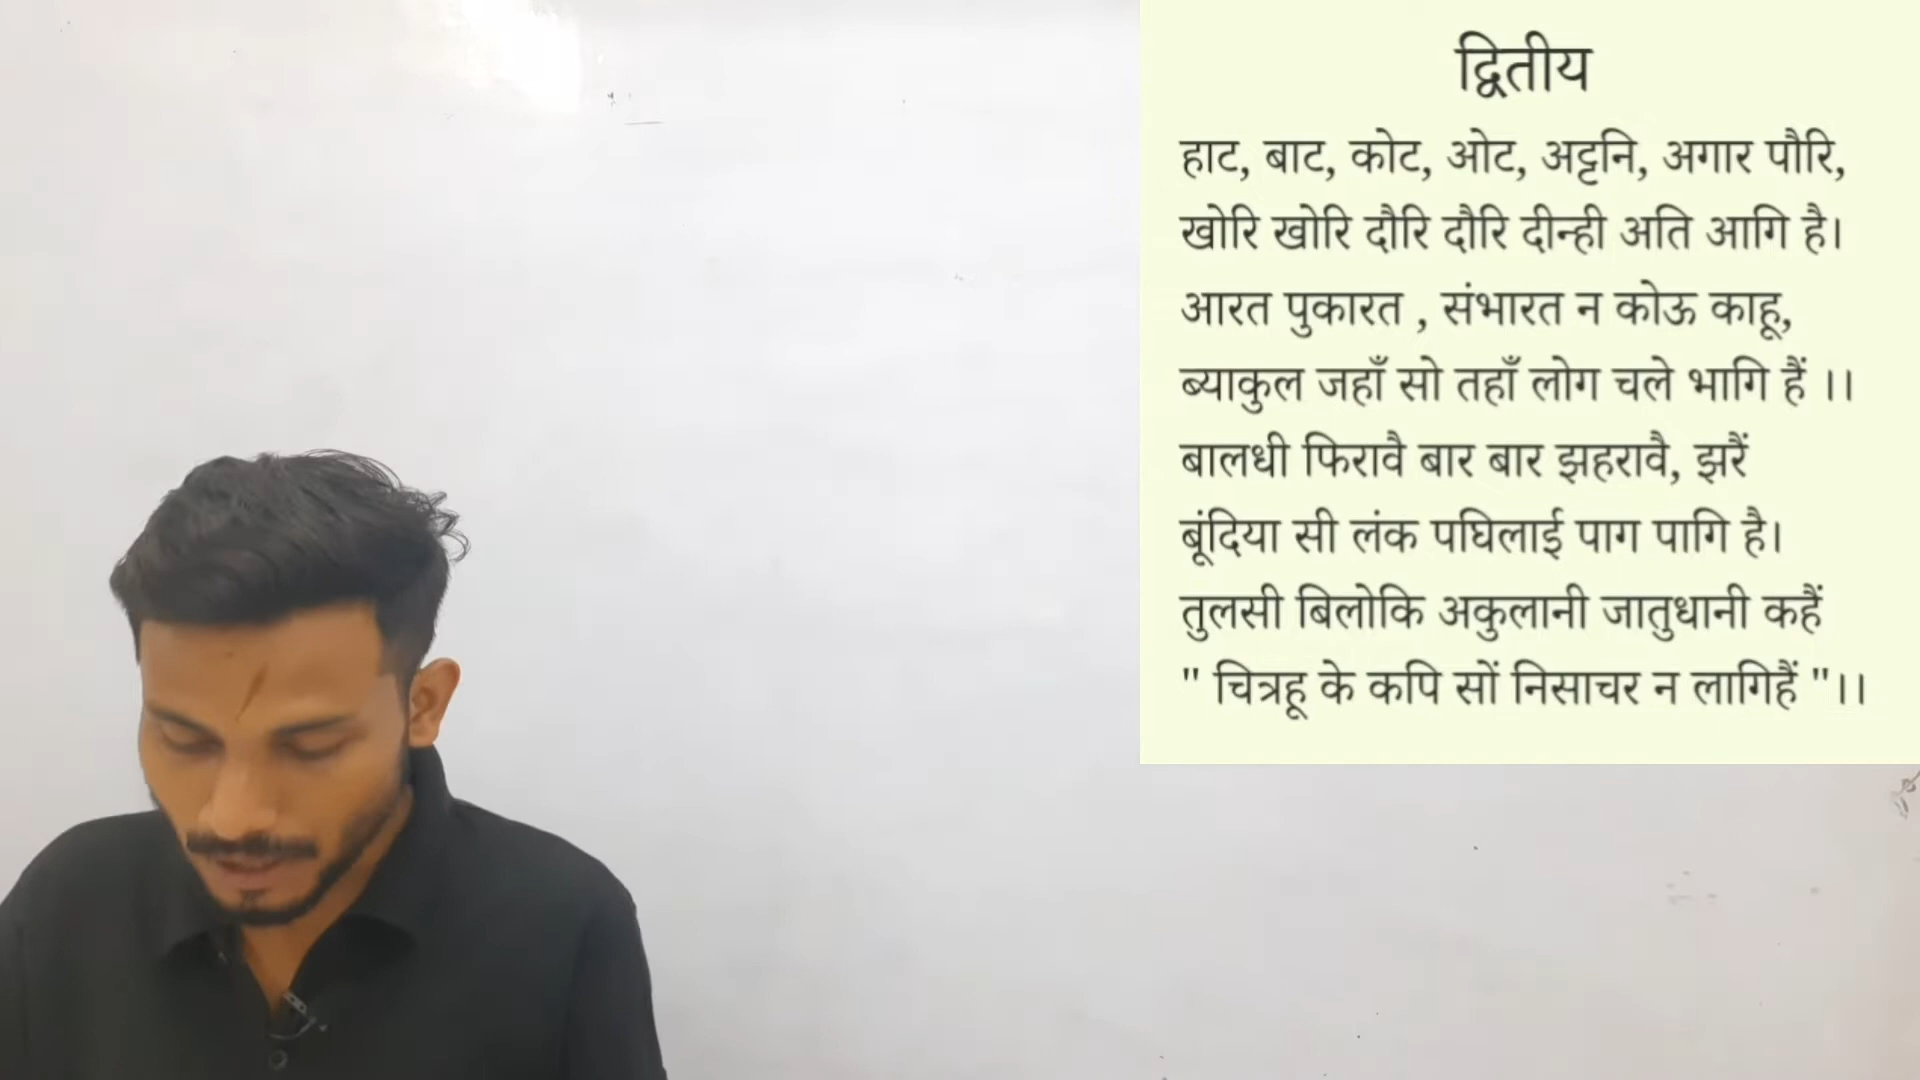 द्वितीय
हाट, बाट, कोट, ओट, अट्टनि, अगार पौरि,
खोरि खोरि दौरि दौरि दीन्ही अति आगि है।
आरत पुकारत , संभारत न कोऊ काहू,
ब्याकुल जहाँ सो तहाँ लोग चले भागि हैं ।।
बालधी फिरावै बार बार झहरावै, झरैं
बूंदिया सी लंक पघिलाई पाग पागि है।
तुलसी बिलोकि अकुलानी जातुधानी कहैं
" चित्रहू के कपि सों निसाचर न लागिहैं "।।